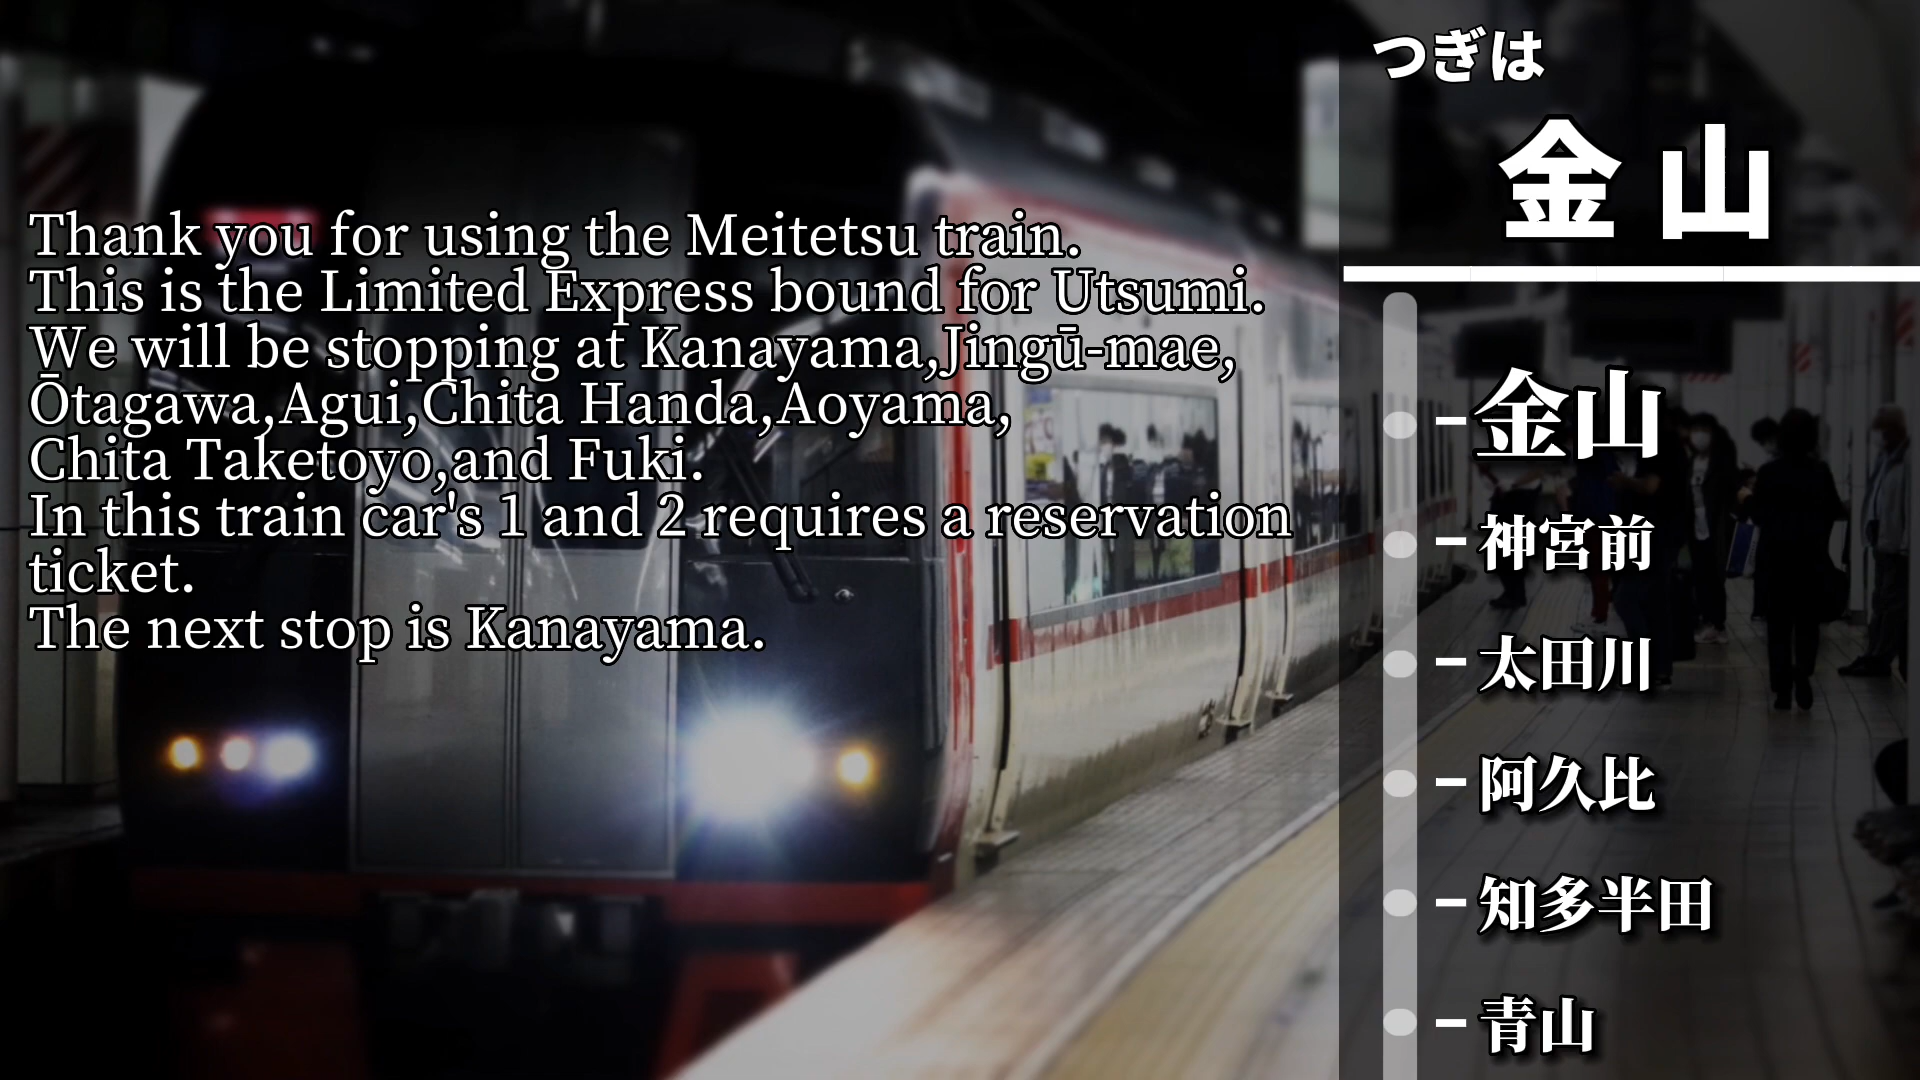 Thank you for using the Meitetsu train.
This is the Limited Express bound for Utsumi.
We will be stopping at Kanayama,Jingū-mae,
Ōtagawa,Agui,Chita Handa,Aoyama,
Chita Taketoyo,and Fuki.
In this train car's 1 and 2 requires a reservation
ticket.
The next stop is Kanayama.
つぎは
金山
金山
神宮前
太田川
阿久比
知多半田
青山